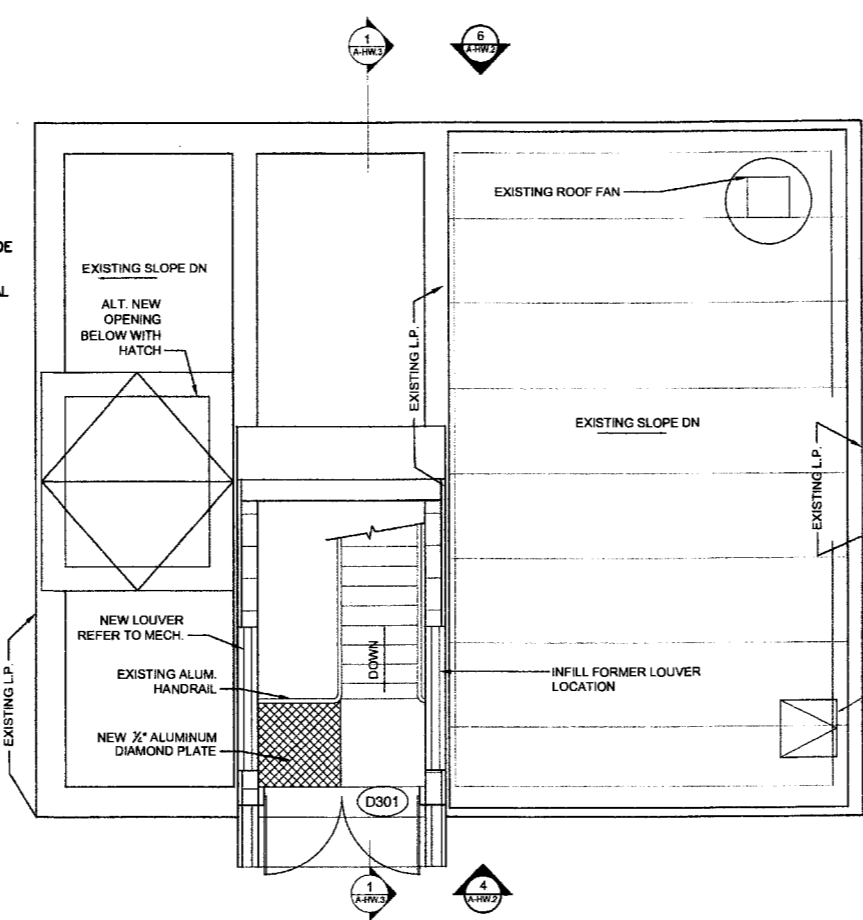 1
A-HW.3
6
A-HW.2
DE
AL
EXISTING SLOPE DN
ALT. NEW
OPENING
BELOW WITH
HATCH
EXISTING ROOF FAN
EXISTING L.P.
EXISTING SLOPE DN
EXISTING L.P.
NEW LOUVER
REFER TO MECH.
EXISTING ALUM.
HANDRAIL
NEW ALUMINUM
DIAMOND PLATE
DOWN
INFILL FORMER LOUVER
LOCATION
EXISTING L.P.
D301
1
A-HW.3
4
A-HW.2